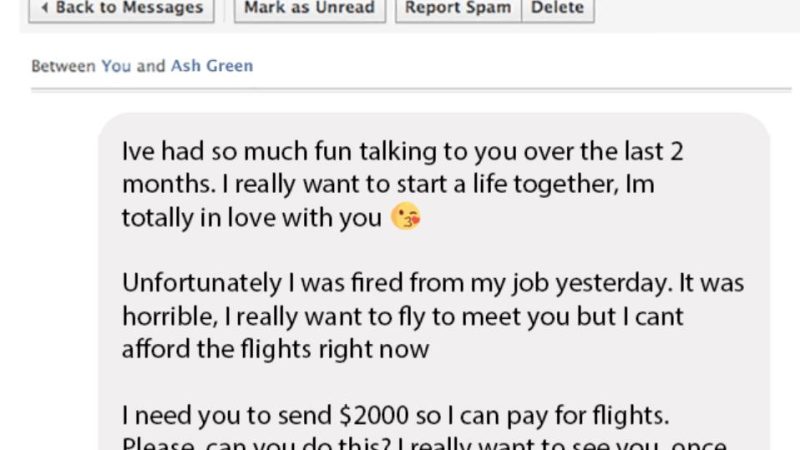 Back to Messages Mark as Unread Report Spam Delete
Between You and Ash Green
Ive had so much fun talking to you over the last 2
months. I really want to start a life together, Im
totally in love with you 😘
Unfortunately I was fired from my job yesterday. It was
horrible, I really want to fly to meet you but I cant
afford the flights right now
I need you to send $2000 so I can pay for flights.
Please, can you do this? I really want to see you, once